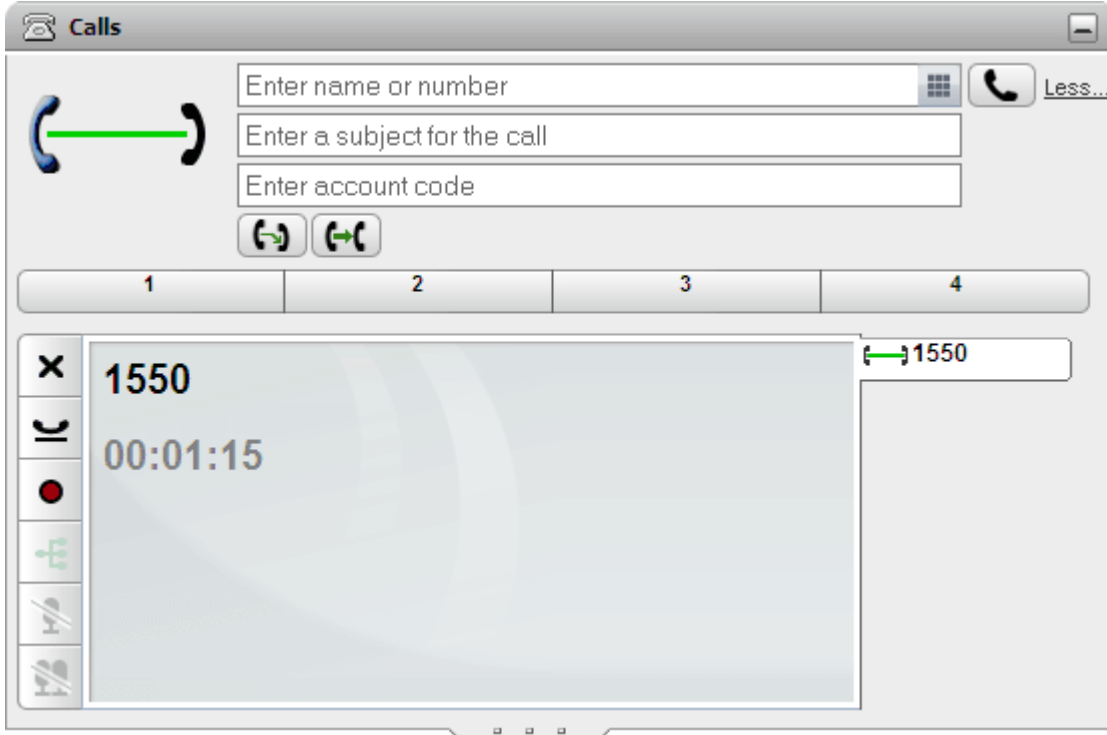 Calls
Enter name or number
Less...
Enter a subject for the call
Enter account code
1 2 3 4
1550
1550
00:01:15